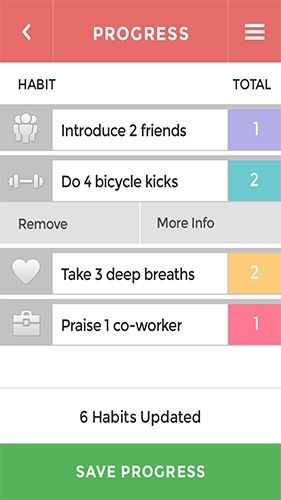 PROGRESS
HABIT TOTAL
Introduce 2 friends 1
Do 4 bicycle kicks 2
Remove More Info
Take 3 deep breaths 2
Praise 1 co-worker 1
6 Habits Updated
SAVE PROGRESS